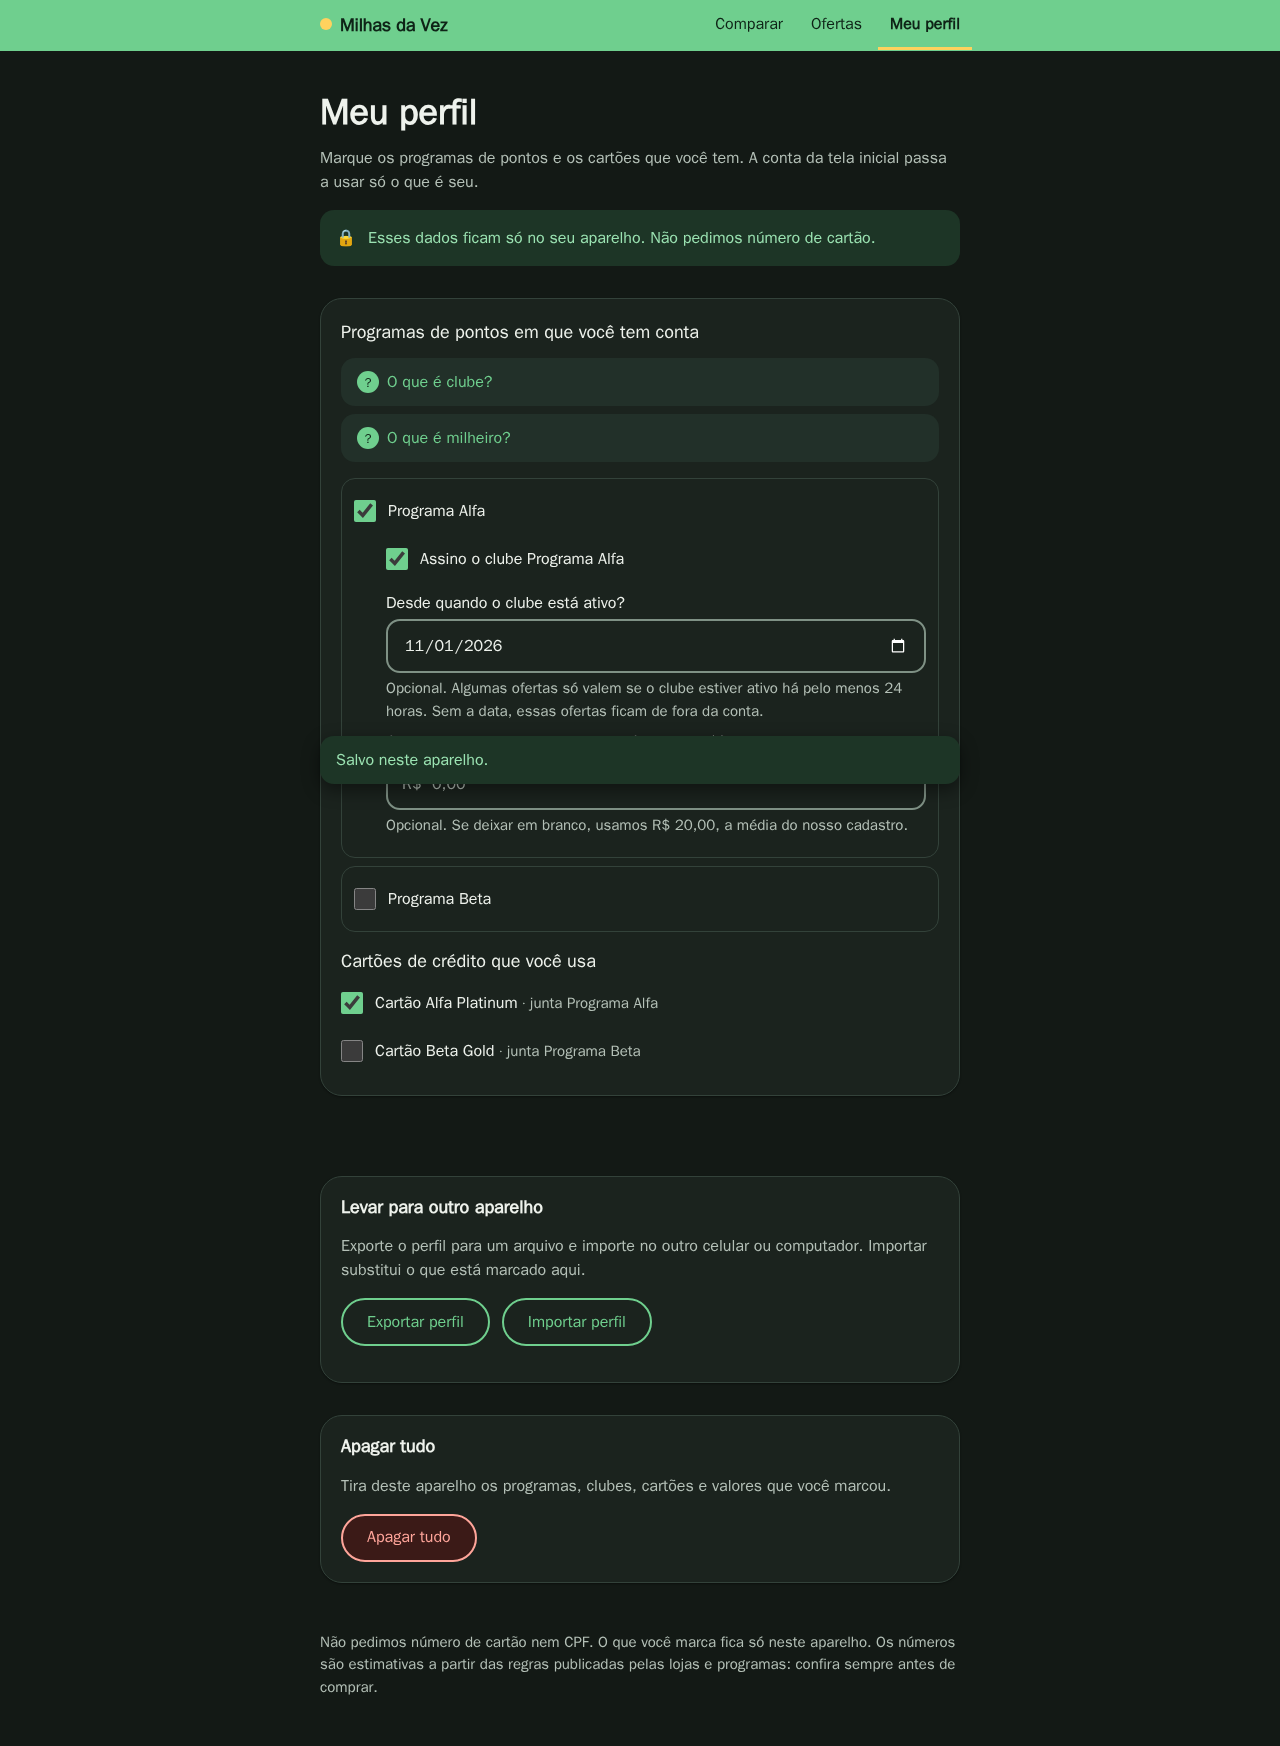 Milhas da Vez
Comparar
Ofertas
Meu perfil
Meu perfil
Marque os programas de pontos e os cartões que você tem. A conta da tela inicial passa
a usar só o que é seu.
Esses dados ficam só no seu aparelho. Não pedimos número de cartão.
Programas de pontos em que você tem conta
? O que é clube?
? O que é milheiro?
Programa Alfa
Assino o clube Programa Alfa
Desde quando o clube está ativo?
11/01/2026
Opcional. Algumas ofertas só valem se o clube estiver ativo há pelo menos 24
horas. Sem a data, essas ofertas ficam de fora da conta.
Salvo neste aparelho.
R$ 0,00
Opcional. Se deixar em branco, usamos R$ 20,00, a média do nosso cadastro.
Programa Beta
Cartões de crédito que você usa
Cartão Alfa Platinum · junta Programa Alfa
Cartão Beta Gold · junta Programa Beta
Levar para outro aparelho
Exporte o perfil para um arquivo e importe no outro celular ou computador. Importar
substitui o que está marcado aqui.
Exportar perfil
Importar perfil
Apagar tudo
Tira deste aparelho os programas, clubes, cartões e valores que você marcou.
Apagar tudo
Não pedimos número de cartão nem CPF. O que você marca fica só neste aparelho. Os números
são estimativas a partir das regras publicadas pelas lojas e programas: confira sempre antes de
comprar.